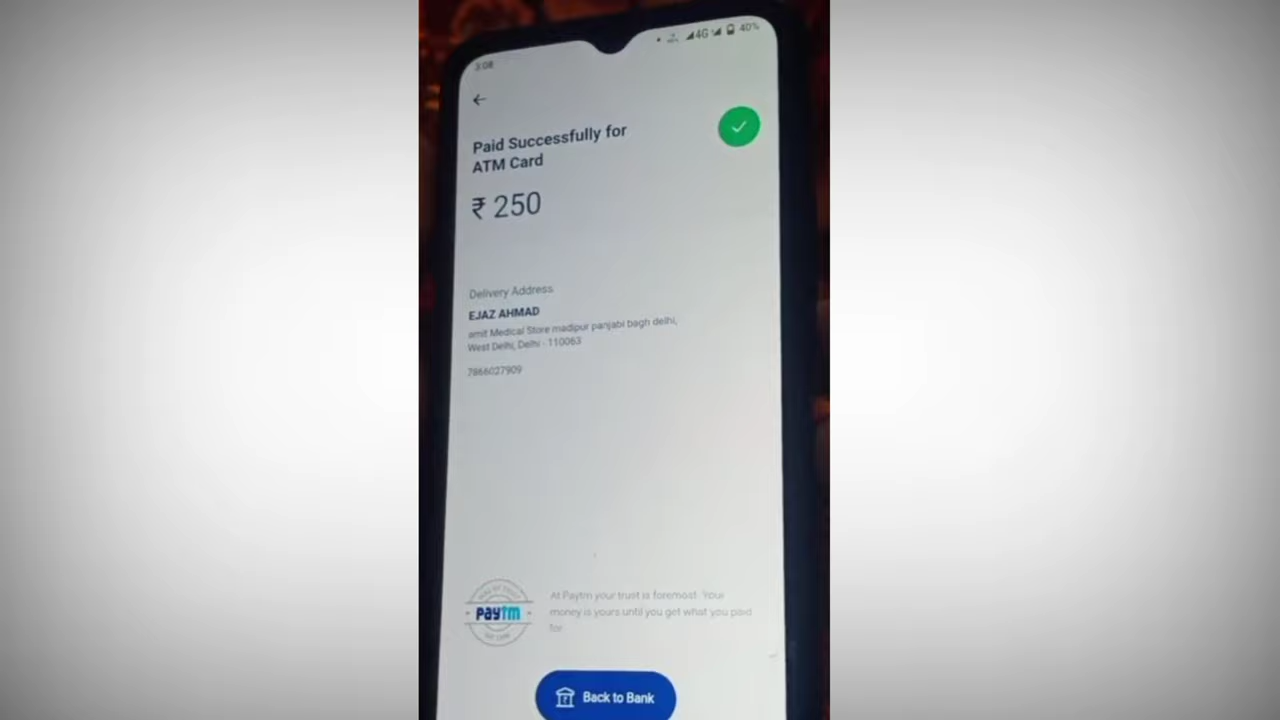 3:08
4G 40%
Paid Successfully for
ATM Card
₹ 250
Delivery Address
EJAZ AHMAD
amit Medical Store madipur panjabi bagh delhi,
West Delhi, Delhi - 110063
7866027909
paytm
At Paytm your trust is foremost. Your
money is yours until you get what you paid
for.
Back to Bank